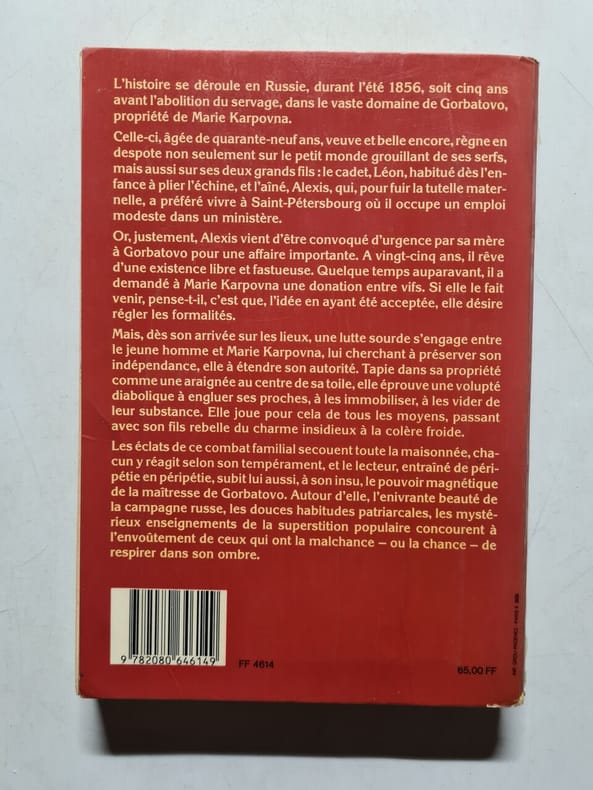 L'histoire se déroule en Russie, durant l'été 1856, soit cinq ans
avant l'abolition du servage, dans le vaste domaine de Gorbatovo,
propriété de Marie Karpovna.
Celle-ci, âgée de quarante-neuf ans, veuve et belle encore, règne en
despote non seulement sur le petit monde grouillant de ses serfs,
mais aussi sur ses deux grands fils : le cadet, Léon, habitué dès l'en-
fance à plier l'échine, et l'aîné, Alexis, qui, pour fuir la tutelle mater-
nelle, a préféré vivre à Saint-Pétersbourg où il occupe un emploi
modeste dans un ministère.
Or, justement, Alexis vient d'être convoqué d'urgence par sa mère
à Gorbatovo pour une affaire importante. A vingt-cinq ans, il rêve
d'une existence libre et fastueuse. Quelque temps auparavant, il a
demandé à Marie Karpovna une donation entre vifs. Si elle le fait
venir, pense-t-il, c'est que, l'idée en ayant été acceptée, elle désire
régler les formalités.
Mais, dès son arrivée sur les lieux, une lutte sourde s'engage entre
le jeune homme et Marie Karpovna, lui cherchant à préserver son
indépendance, elle à étendre son autorité. Tapie dans sa propriété
comme une araignée au centre de sa toile, elle éprouve une volupté
diabolique à engluer ses proches, à les immobiliser, à les vider de
leur substance. Elle joue pour cela de tous les moyens, passant
avec son fils rebelle du charme insidieux à la colère froide.
Les éclats de ce combat familial secouent toute la maisonnée, cha-
cun y réagit selon son tempérament, et le lecteur, entraîné de péri-
pétie en péripétie, subit lui aussi, à son insu, le pouvoir magnétique
de la maîtresse de Gorbatovo. Autour d'elle, l'enivrante beauté de
la campagne russe, les douces habitudes patriarcales, les mysté-
rieux enseignements de la superstition populaire concourent à
l'envoûtement de ceux qui ont la malchance – ou la chance – de
respirer dans son ombre.
9 782080 646149
FF 4614
65,00 FF